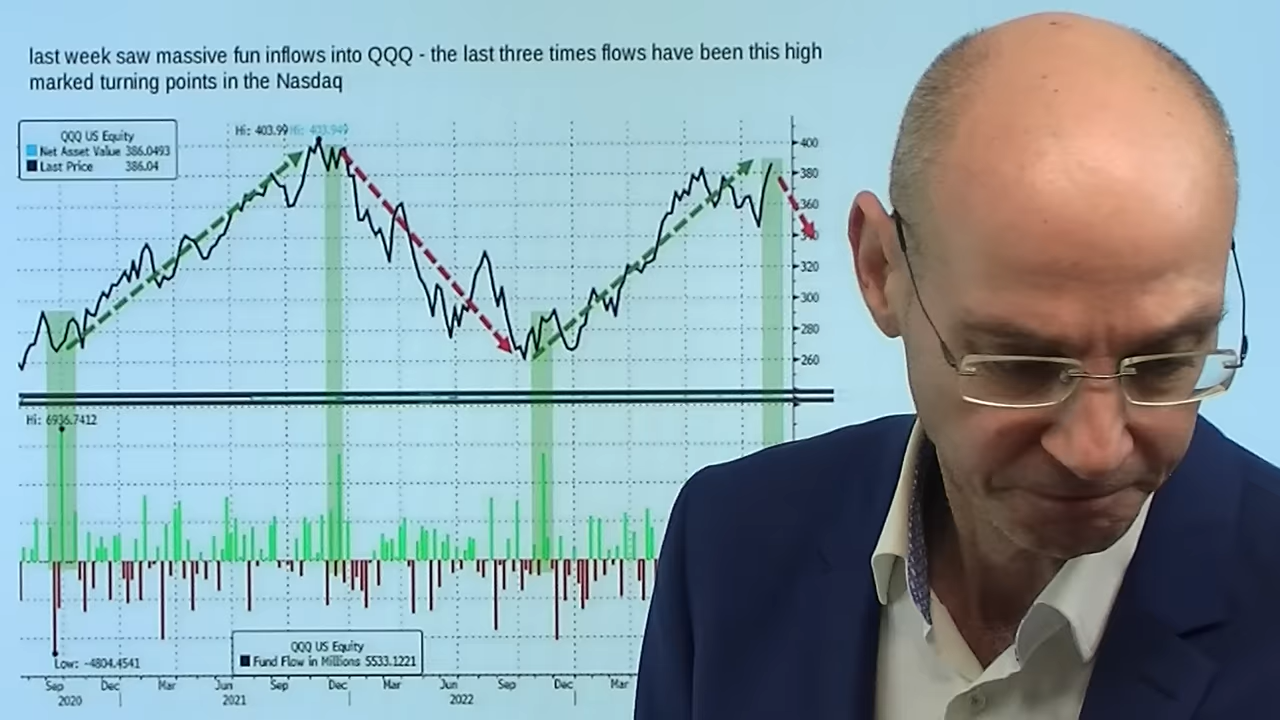 last week saw massive fun inflows into QQQ - the last three times flows have been this high
marked turning points in the Nasdaq
QQQ US Equity
Net Asset Value 386.0493
Last Price 386.04
Hi: 403.99 Hi: 403.949
400
380
360
340
320
300
280
260
Hi: 6936.7412
Low: -4804.4541
QQQ US Equity
Fund Flow in Millions 5533.1221
Sep Dec Mar Jun Sep Dec Mar Jun Sep Dec Mar
2020 2021 2022